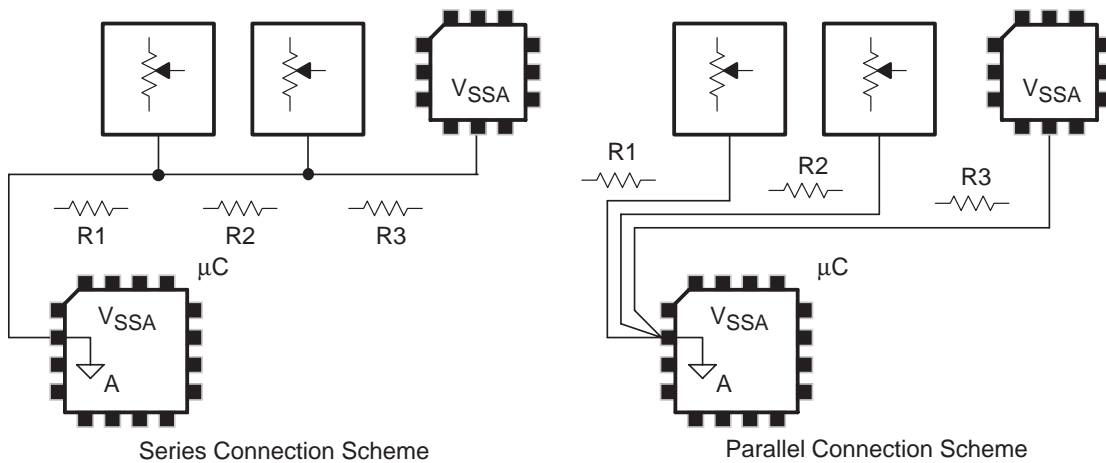 VSSA
R1
R2
R3
μC
VSSA
A
Series Connection Scheme
VSSA
R1
R2
R3
μC
VSSA
A
Parallel Connection Scheme